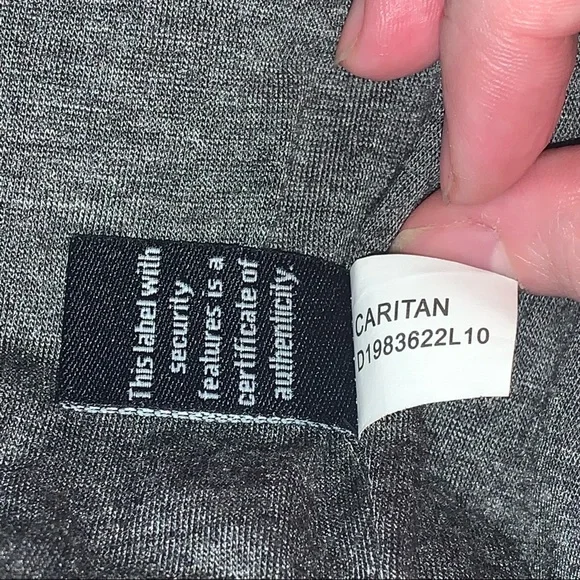 This label with
security
features is a
certificate of
authenticity.
CARITAN
D1983622L10